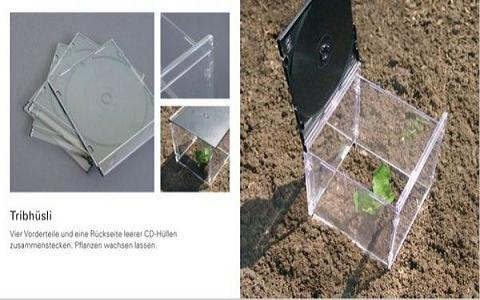 Tribhüsli
Vier Vorderteile und eine Rückseite leerer CD-Hüllen
zusammenstecken. Pflanzen wachsen lassen.